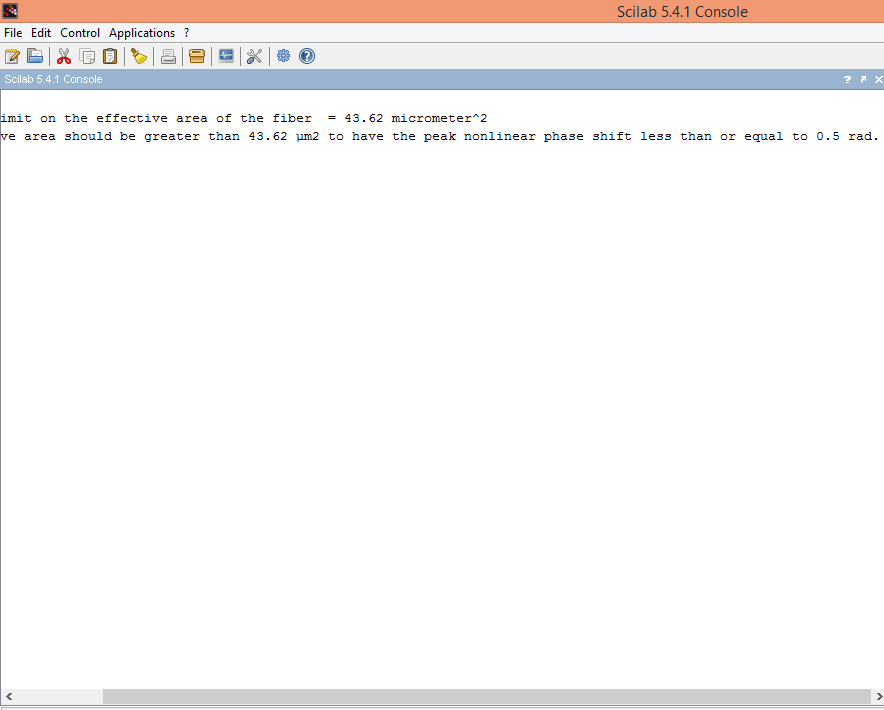 Scilab 5.4.1 Console
File Edit Control Applications ?
Scilab 5.4.1 Console
imit on the effective area of the fiber  = 43.62 micrometer^2
ve area should be greater than 43.62 µm2 to have the peak nonlinear phase shift less than or equal to 0.5 rad.